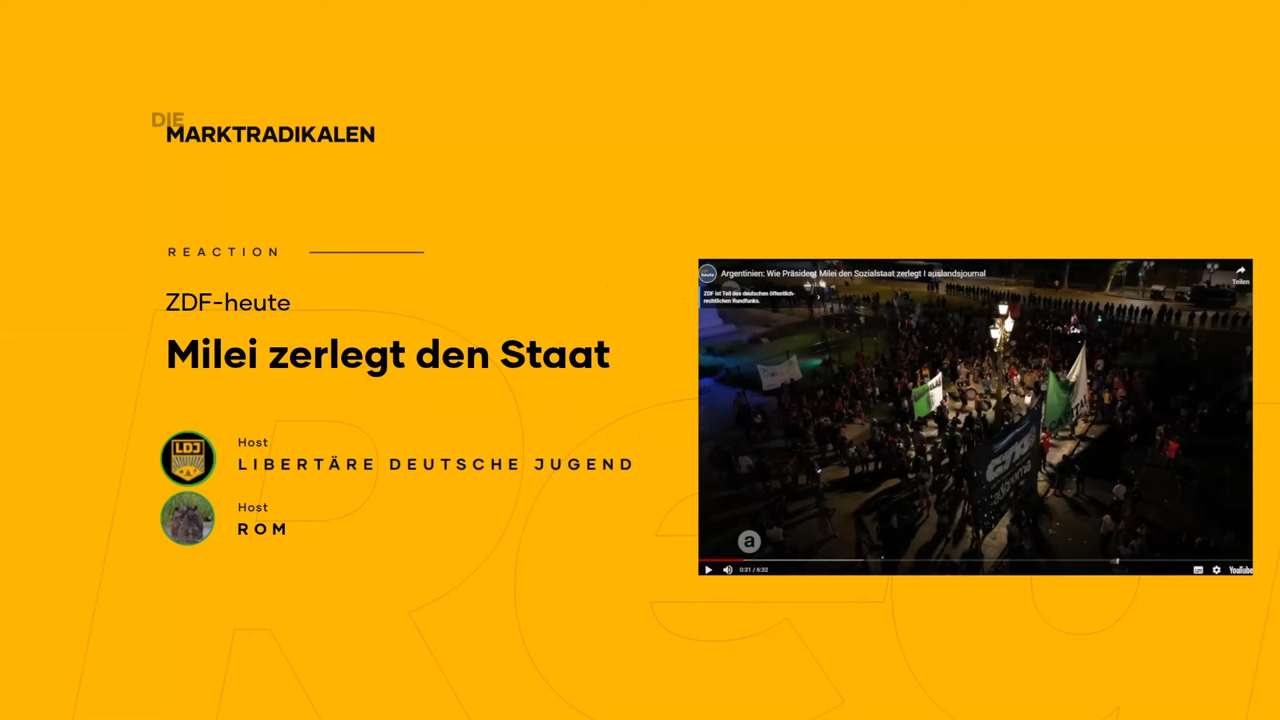 DIE
MARKTRADIKALEN
REACTION
ZDF-heute
Milei zerlegt den Staat
LDJ
Host
LIBERTÄRE DEUTSCHE JUGEND
Host
ROM
Argentinien: Wie Präsident Milei den Sozialstaat zerlegt I auslandsjournal
Teilen
ZDF ist Teil des deutschen öffentlich-
rechtlichen Rundfunks.
a
0:31 / 6:32
YouTube